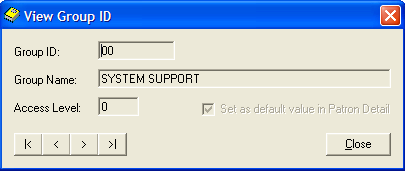 View Group ID
Group ID: 00
Group Name: SYSTEM SUPPORT
Access Level: 0 Set as default value in Patron Detail
|< < > >| Close